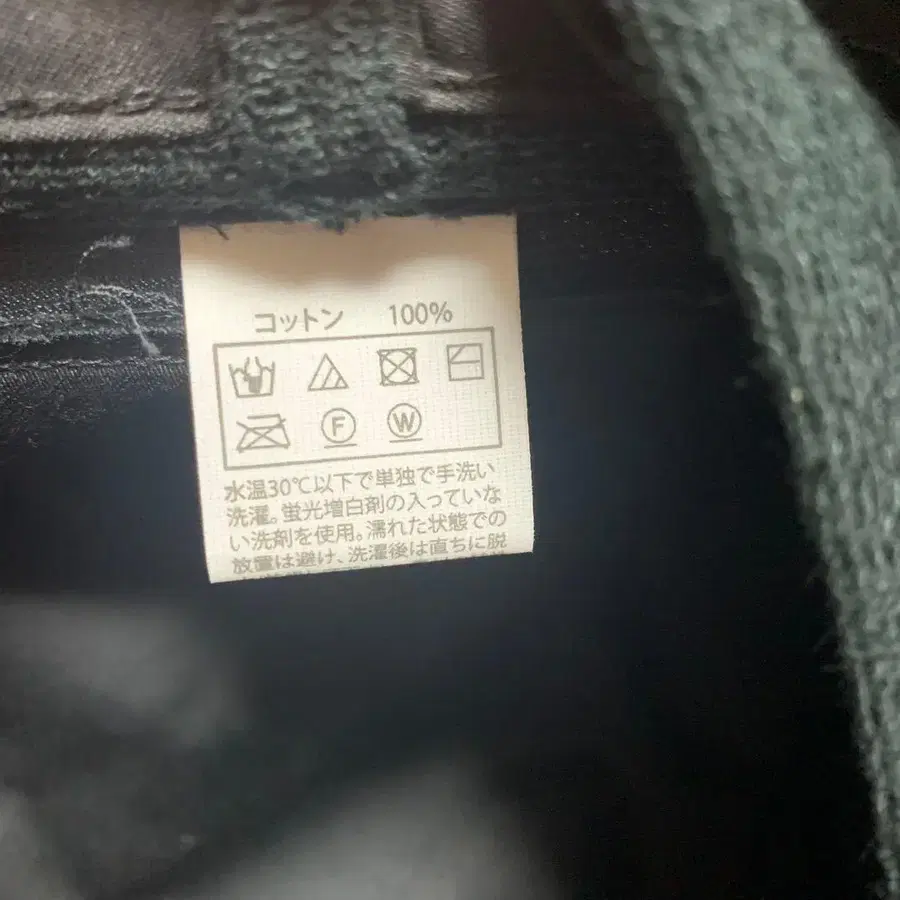 コットン 100%
F W
水温30℃以下で単独で手洗い
洗濯。蛍光増白剤の入っていな
い洗剤を使用。濡れた状態での
放置は避け、洗濯後は直ちに脱